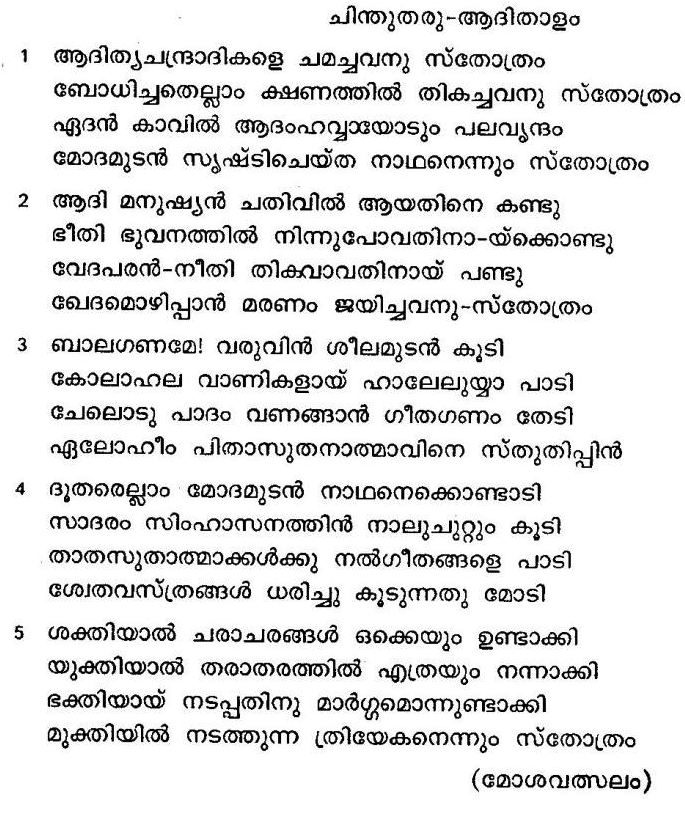 ചിന്തുതരു-ആദിതാളം
1 ആദിത്യചന്ദ്രാദികളെ ചമച്ചവനു സ്തോത്രം
ബോധിച്ചതെല്ലാം ക്ഷണത്തിൽ തികച്ചവനു സ്തോത്രം
ഏദൻ കാവിൽ ആദംഹവ്വായോടും പലവൃന്ദം
മോദമുടൻ സൃഷ്ടിചെയ്ത നാഥനെന്നും സ്തോത്രം
2 ആദി മനുഷ്യൻ ചതിവിൽ ആയതിനെ കണ്ടു
ഭീതി ഭുവനത്തിൽ നിന്നുപോവതിനാ-യ്ക്കൊണ്ടു
വേദപരൻ-നീതി തികവാവതിനായ് പണ്ടു
ഖേദമൊഴിപ്പാൻ മരണം ജയിച്ചവനു-സ്തോത്രം
3 ബാലഗണമേ! വരുവിൻ ശീലമുടൻ കൂടി
കോലാഹല വാണികളായ് ഹാലേലുയ്യാ പാടി
ചേലൊടു പാദം വണങ്ങാൻ ഗീതഗണം തേടി
ഏലോഹീം പിതാസുതനാത്മാവിനെ സ്തുതിപ്പിൻ
4 ദൂതരെല്ലാം മോദമുടൻ നാഥനെക്കൊണ്ടാടി
സാദരം സിംഹാസനത്തിൻ നാലുചുറ്റും കൂടി
താതസുതാത്മാക്കൾക്കു നൽഗീതങ്ങളെ പാടി
ശ്വേതവസ്ത്രങ്ങൾ ധരിച്ചു കൂടുന്നതു മോടി
5 ശക്തിയാൽ ചരാചരങ്ങൾ ഒക്കെയും ഉണ്ടാക്കി
യുക്തിയാൽ തരാതരത്തിൽ എത്രയും നന്നാക്കി
ഭക്തിയായ് നടപ്പതിനു മാർഗ്ഗമൊന്നുണ്ടാക്കി
മുക്തിയിൽ നടത്തുന്ന ത്രിയേകനെന്നും സ്തോത്രം
(മോശവത്സലം)